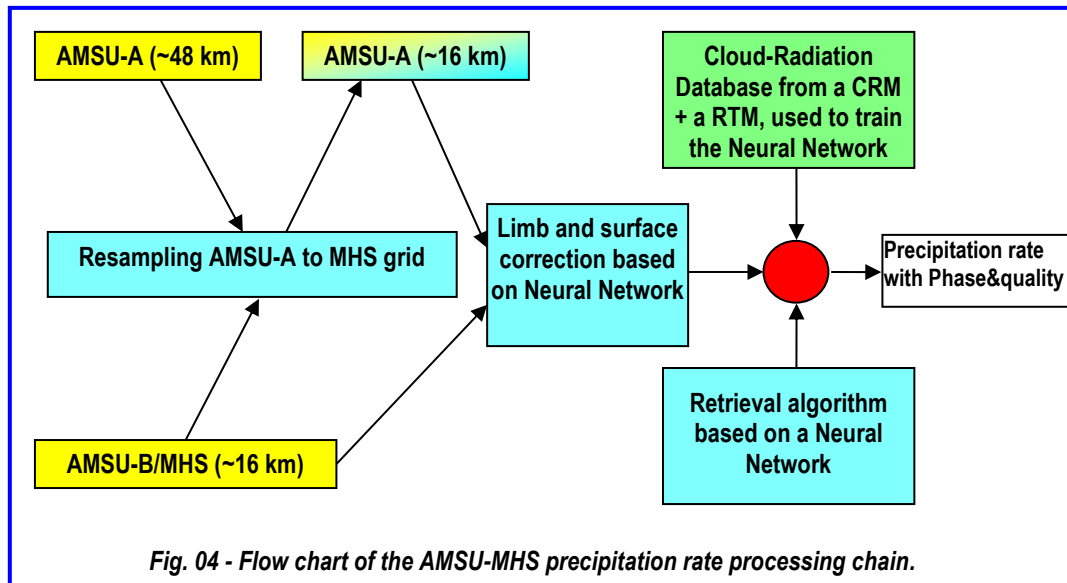 AMSU-A (~48 km)
AMSU-A (~16 km)
Cloud-Radiation
Database from a CRM
+ a RTM, used to train
the Neural Network
Resampling AMSU-A to MHS grid
Limb and surface
correction based
on Neural Network
Precipitation rate
with Phase&quality
AMSU-B/MHS (~16 km)
Retrieval algorithm
based on a Neural
Network
Fig. 04 - Flow chart of the AMSU-MHS precipitation rate processing chain.